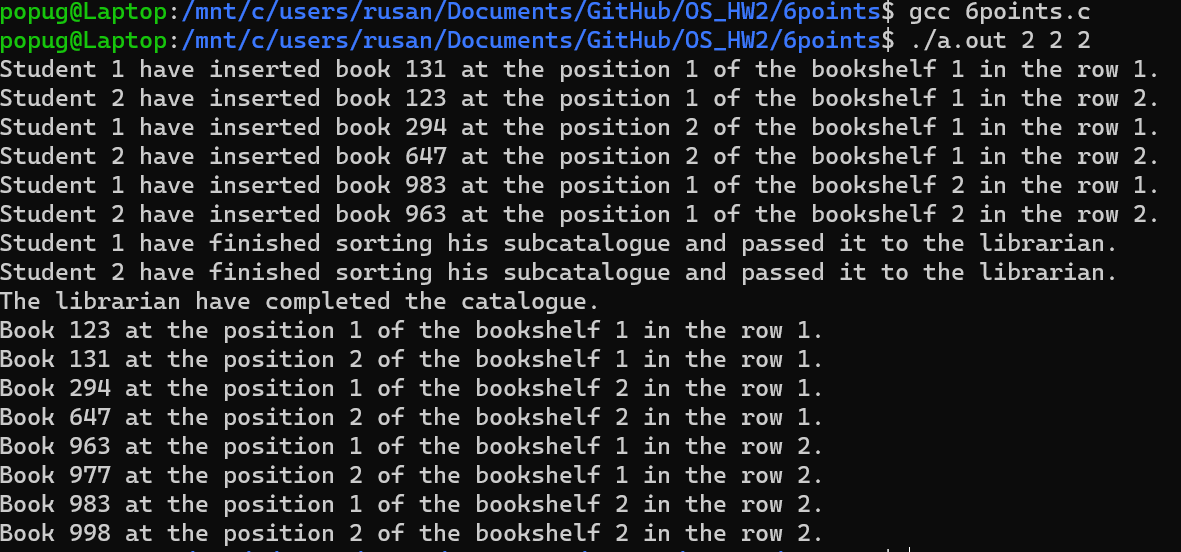 popug@Laptop:/mnt/c/users/rusan/Documents/GitHub/OS_HW2/6points$ gcc 6points.c
popug@Laptop:/mnt/c/users/rusan/Documents/GitHub/OS_HW2/6points$ ./a.out 2 2 2
Student 1 have inserted book 131 at the position 1 of the bookshelf 1 in the row 1.
Student 2 have inserted book 123 at the position 1 of the bookshelf 1 in the row 2.
Student 1 have inserted book 294 at the position 2 of the bookshelf 1 in the row 1.
Student 2 have inserted book 647 at the position 2 of the bookshelf 1 in the row 2.
Student 1 have inserted book 983 at the position 1 of the bookshelf 2 in the row 1.
Student 2 have inserted book 963 at the position 1 of the bookshelf 2 in the row 2.
Student 1 have finished sorting his subcatalogue and passed it to the librarian.
Student 2 have finished sorting his subcatalogue and passed it to the librarian.
The librarian have completed the catalogue.
Book 123 at the position 1 of the bookshelf 1 in the row 1.
Book 131 at the position 2 of the bookshelf 1 in the row 1.
Book 294 at the position 1 of the bookshelf 2 in the row 1.
Book 647 at the position 2 of the bookshelf 2 in the row 1.
Book 963 at the position 1 of the bookshelf 1 in the row 2.
Book 977 at the position 2 of the bookshelf 1 in the row 2.
Book 983 at the position 1 of the bookshelf 2 in the row 2.
Book 998 at the position 2 of the bookshelf 2 in the row 2.